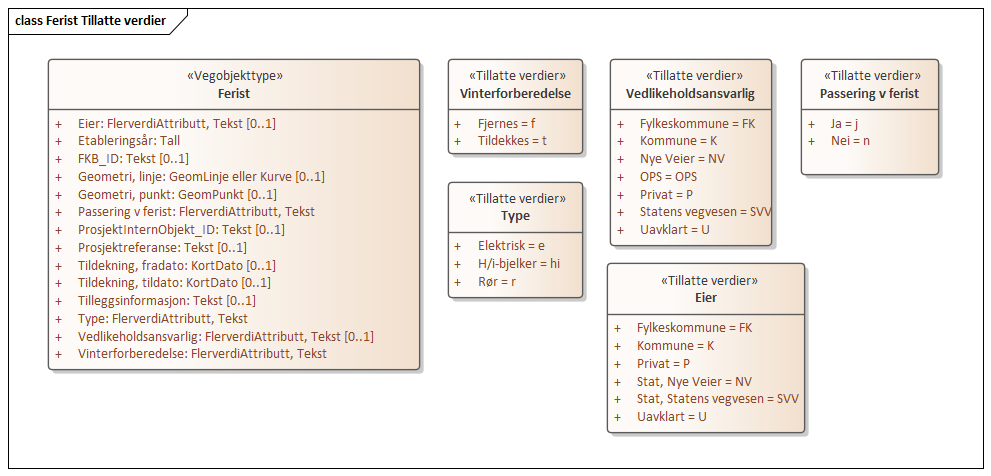 class Ferist Tillatte verdier
«Vegobjekttype»
Ferist
+ Eier: FlerverdiAttributt, Tekst [0..1]
+ Etableringsår: Tall
+ FKB_ID: Tekst [0..1]
+ Geometri, linje: GeomLinje eller Kurve [0..1]
+ Geometri, punkt: GeomPunkt [0..1]
+ Passering v ferist: FlerverdiAttributt, Tekst
+ ProsjektInternObjekt_ID: Tekst [0..1]
+ Prosjektreferanse: Tekst [0..1]
+ Tildekning, fradato: KortDato [0..1]
+ Tildekning, tildato: KortDato [0..1]
+ Tilleggsinformasjon: Tekst [0..1]
+ Type: FlerverdiAttributt, Tekst
+ Vedlikeholdsansvarlig: FlerverdiAttributt, Tekst [0..1]
+ Vinterforberedelse: FlerverdiAttributt, Tekst
«Tillatte verdier»
Vinterforberedelse
+ Fjernes = f
+ Tildekkes = t
«Tillatte verdier»
Type
+ Elektrisk = e
+ H/i-bjelker = hi
+ Rør = r
«Tillatte verdier»
Vedlikeholdsansvarlig
+ Fylkeskommune = FK
+ Kommune = K
+ Nye Veier = NV
+ OPS = OPS
+ Privat = P
+ Statens vegvesen = SVV
+ Uavklart = U
«Tillatte verdier»
Eier
+ Fylkeskommune = FK
+ Kommune = K
+ Privat = P
+ Stat, Nye Veier = NV
+ Stat, Statens vegvesen = SVV
+ Uavklart = U
«Tillatte verdier»
Passering v ferist
+ Ja = j
+ Nei = n